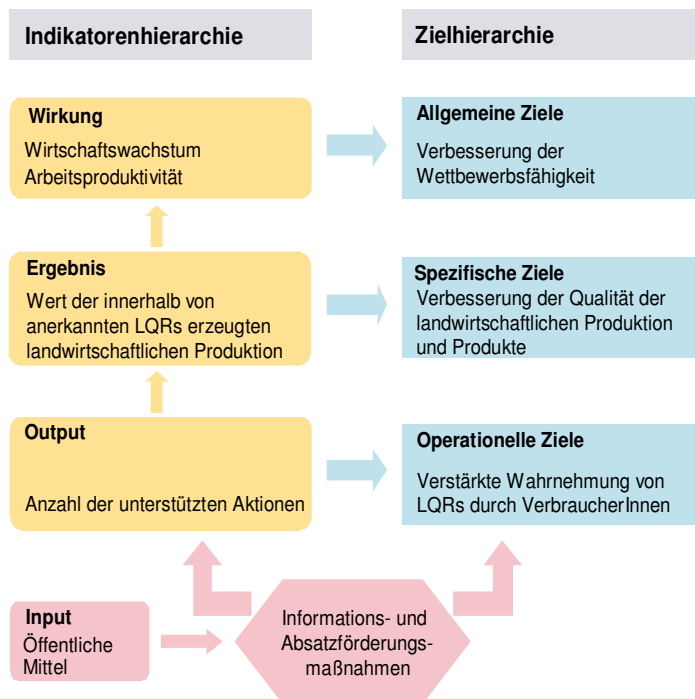 Indikatorenhierarchie
Zielhierarchie
Wirkung
Wirtschaftswachstum
Arbeitsproduktivität
Allgemeine Ziele
Verbesserung der
Wettbewerbsfähigkeit
Ergebnis
Wert der innerhalb von
anerkannten LQRs erzeugten
landwirtschaftlichen Produktion
Spezifische Ziele
Verbesserung der Qualität der
landwirtschaftlichen Produktion
und Produkte
Output
Anzahl der unterstützten Aktionen
Operationelle Ziele
Verstärkte Wahrnehmung von
LQRs durch VerbraucherInnen
Input
Öffentliche
Mittel
Informations- und
Absatzförderungs-
maßnahmen